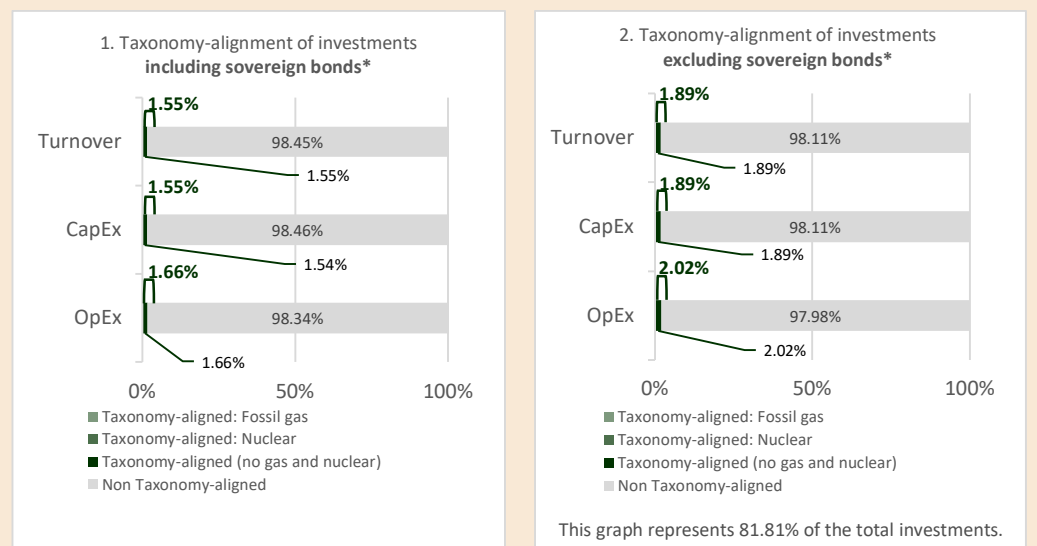 1. Taxonomy-alignment of investments
including sovereign bonds*
1.55%
Turnover
98.45%
1.55%
1.55%
CapEx
98.46%
1.54%
1.66%
OpEx
98.34%
1.66%
0%
50%
100%
Taxonomy-aligned: Fossil gas
Taxonomy-aligned: Nuclear
Taxonomy-aligned (no gas and nuclear)
Non Taxonomy-aligned
2. Taxonomy-alignment of investments
excluding sovereign bonds*
1.89%
Turnover
98.11%
1.89%
1.89%
CapEx
98.11%
1.89%
2.02%
OpEx
97.98%
2.02%
0%
50%
100%
Taxonomy-aligned: Fossil gas
Taxonomy-aligned: Nuclear
Taxonomy-aligned (no gas and nuclear)
Non Taxonomy-aligned
This graph represents 81.81% of the total investments.